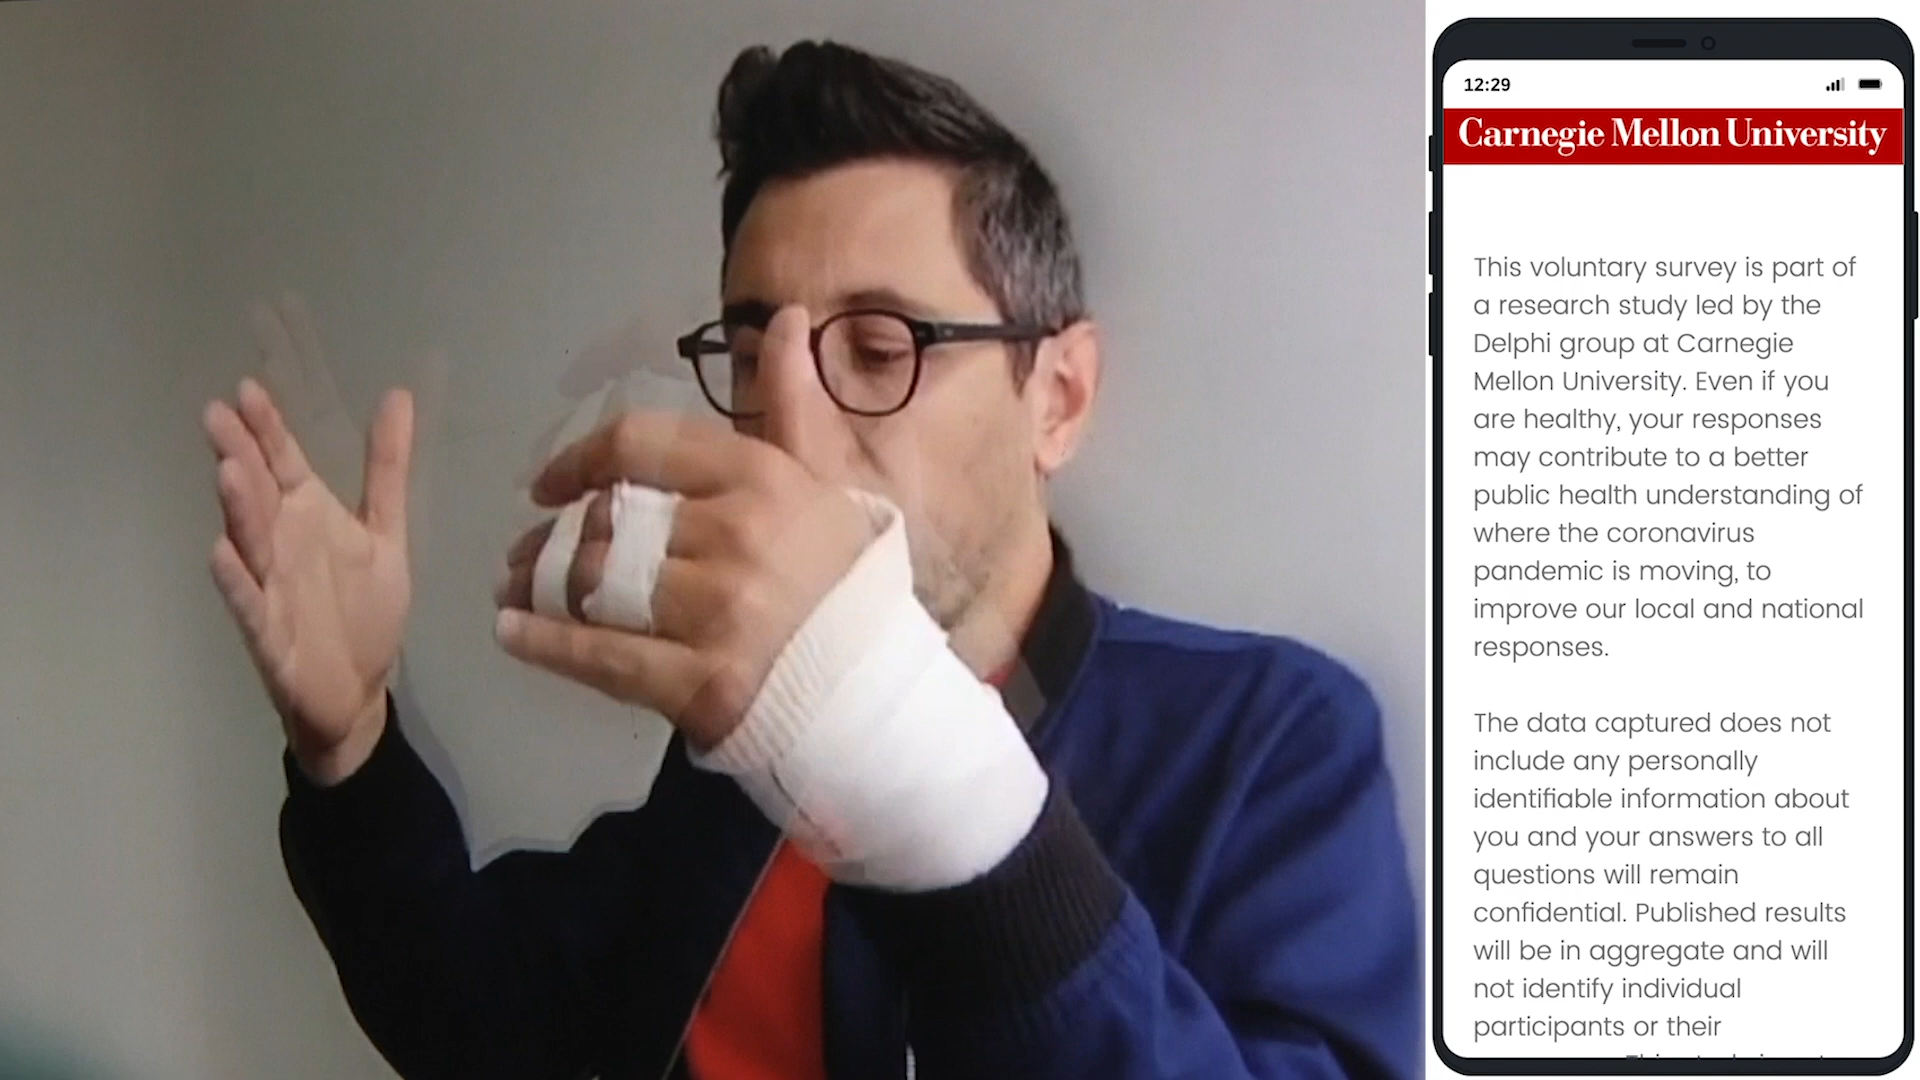 12:29
Carnegie Mellon University
This voluntary survey is part of
a research study led by the
Delphi group at Carnegie
Mellon University. Even if you
are healthy, your responses
may contribute to a better
public health understanding of
where the coronavirus
pandemic is moving, to
improve our local and national
responses.
The data captured does not
include any personally
identifiable information about
you and your answers to all
questions will remain
confidential. Published results
will be in aggregate and will
not identify individual
participants or their